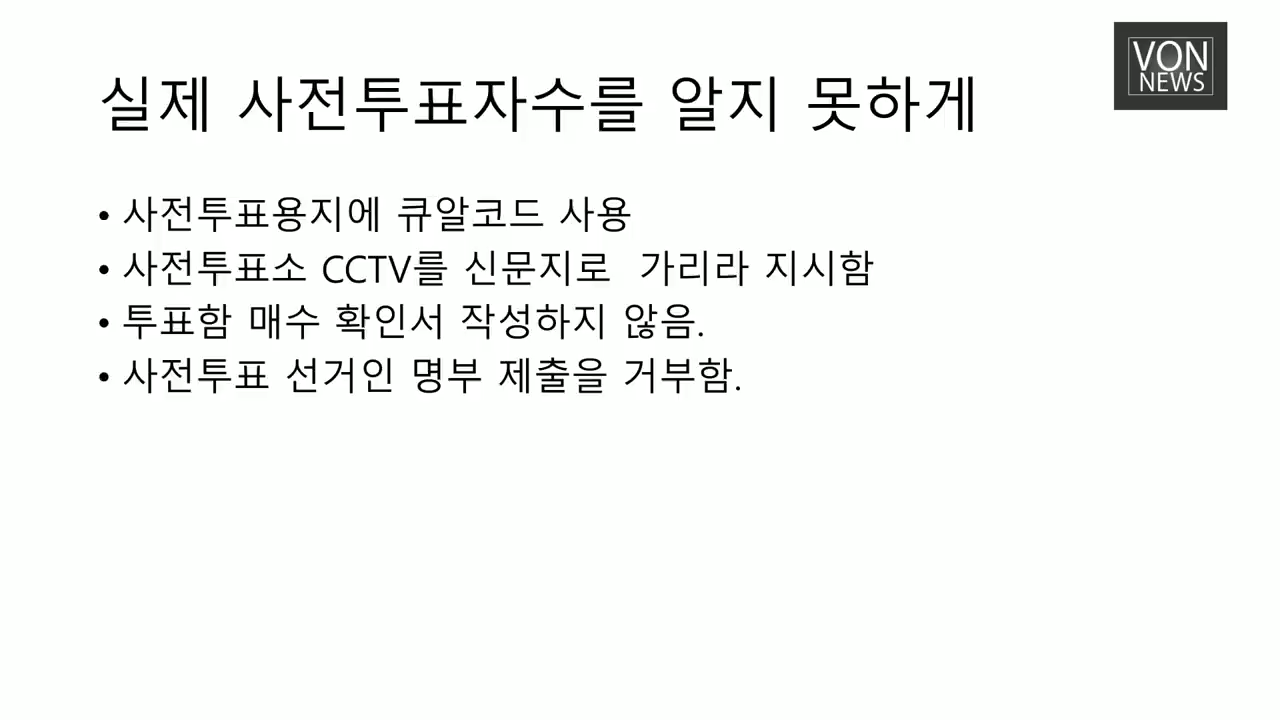 VON
NEWS
실제 사전투표자수를 알지 못하게
• 사전투표용지에 큐알코드 사용
• 사전투표소 CCTV를 신문지로 가리라 지시함
• 투표함 매수 확인서 작성하지 않음.
• 사전투표 선거인 명부 제출을 거부함.